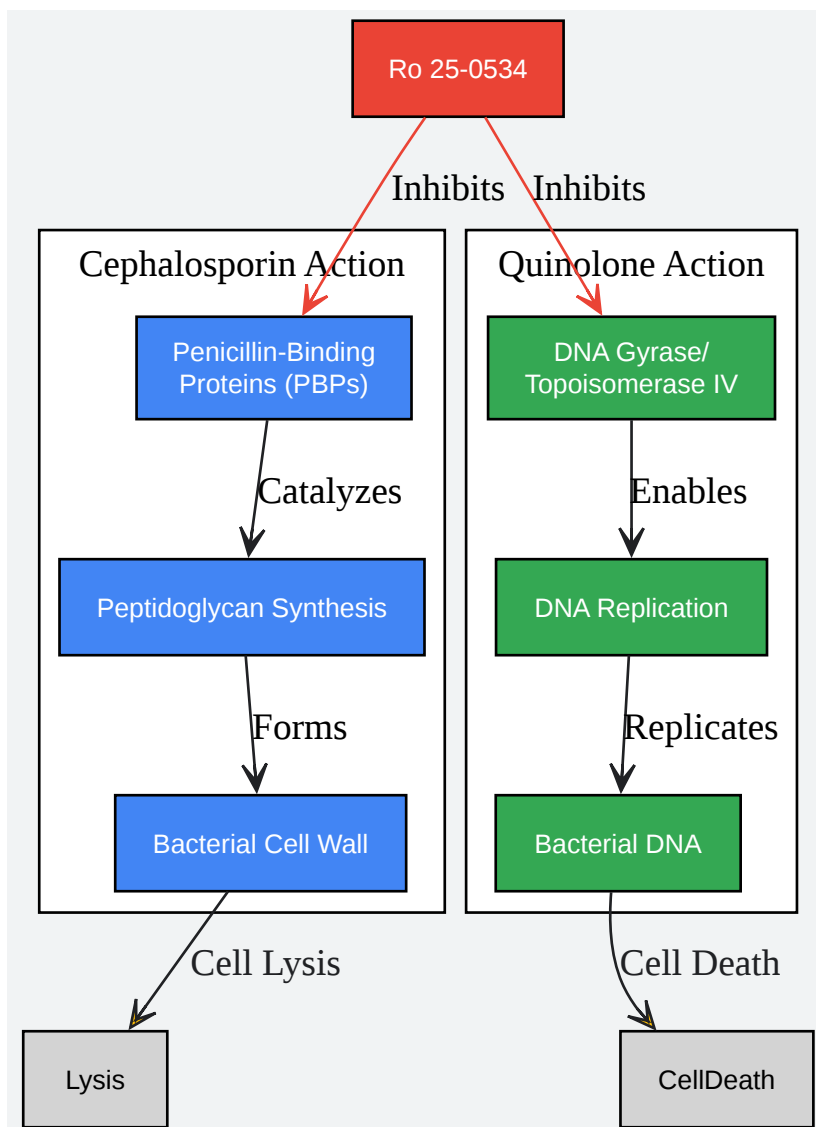 Ro 25-0534
Inhibits
Inhibits
Cephalosporin Action
Quinolone Action
Penicillin-Binding
Proteins (PBPs)
DNA Gyrase/
Topoisomerase IV
Catalyzes
Enables
Peptidoglycan Synthesis
DNA Replication
Forms
Replicates
Bacterial Cell Wall
Bacterial DNA
Cell Lysis
Cell Death
Lysis
CellDeath